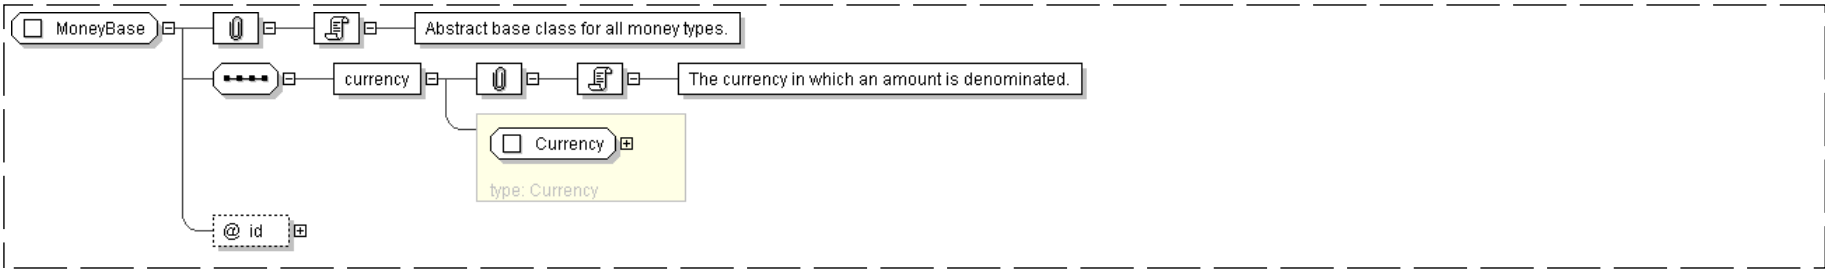 MoneyBase
Abstract base class for all money types.
currency
The currency in which an amount is denominated.
Currency
type: Currency
@ id